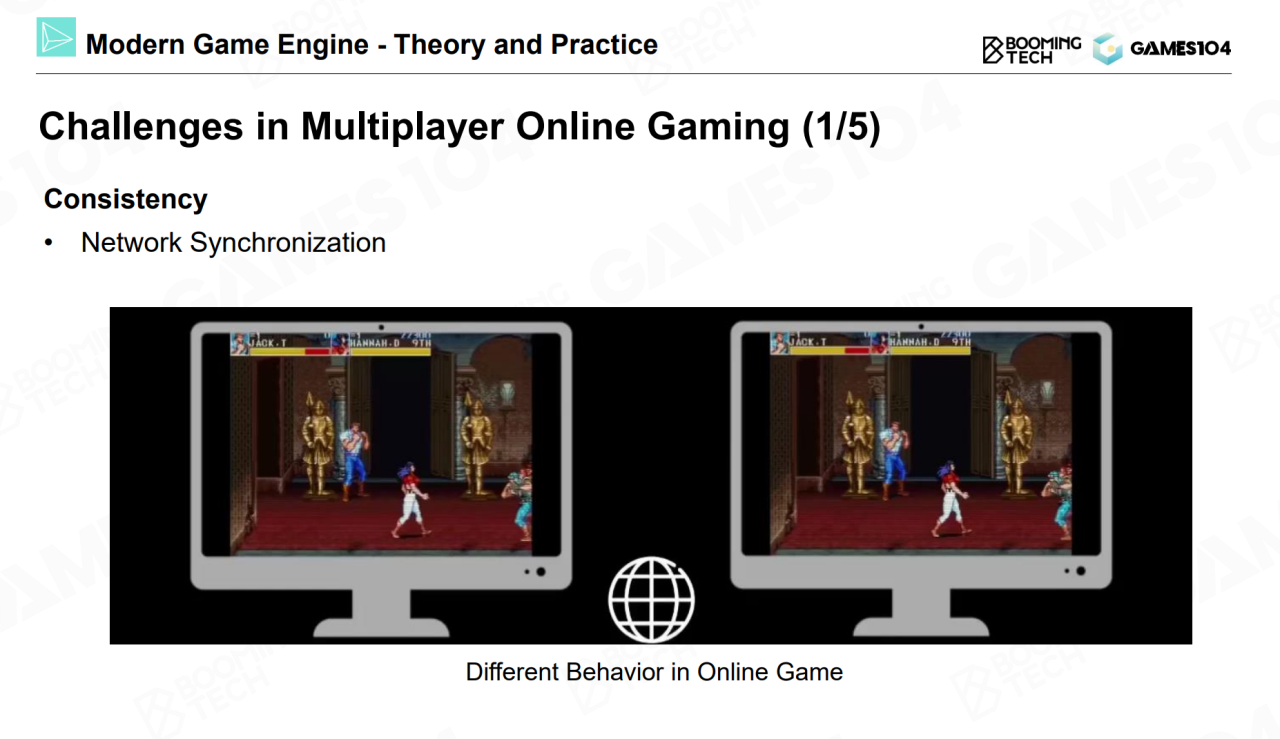 Modern Game Engine - Theory and Practice
BOOMING
TECH
GAMES104
Challenges in Multiplayer Online Gaming (1/5)
Consistency
• Network Synchronization
JACK.T HANNAH.D 9TH
JACK.T HANNAH.D 9TH
Different Behavior in Online Game